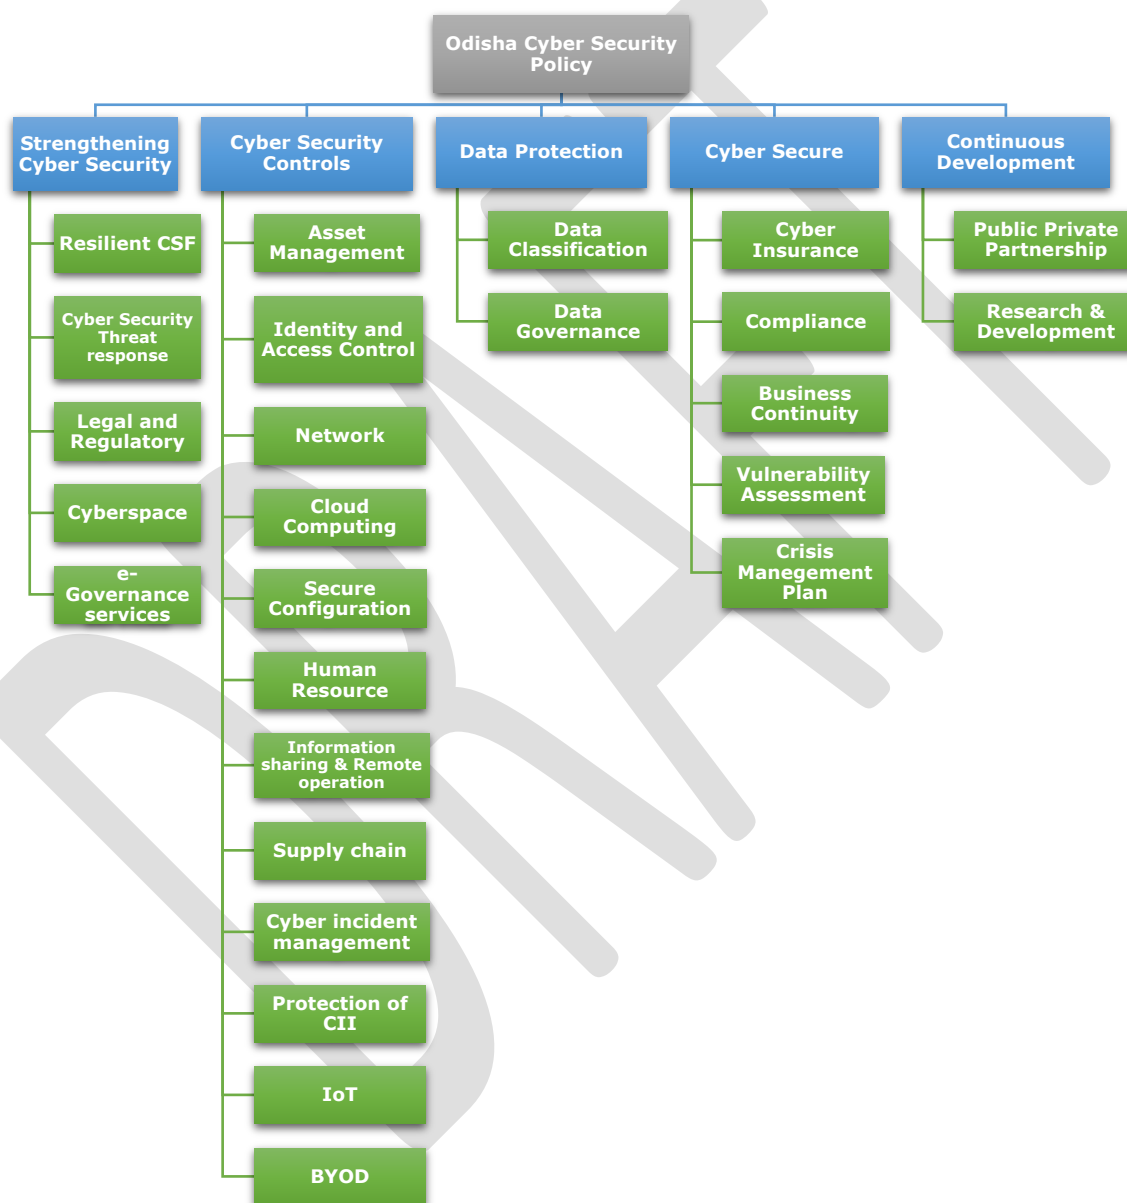 Odisha Cyber Security
Policy
Strengthening
Cyber Security
Resilient CSF
Cyber Security
Threat
response
Legal and
Regulatory
Cyberspace
e-
Governance
services
Cyber Security
Controls
Asset
Management
Identity and
Access Control
Network
Cloud
Computing
Secure
Configuration
Human
Resource
Information
sharing & Remote
operation
Supply chain
Cyber incident
management
Protection of
CII
IoT
BYOD
Data Protection
Data
Classification
Data
Governance
Cyber Secure
Cyber
Insurance
Compliance
Business
Continuity
Vulnerability
Assessment
Crisis
Manegement
Plan
Continuous
Development
Public Private
Partnership
Research &
Development
DRAFT